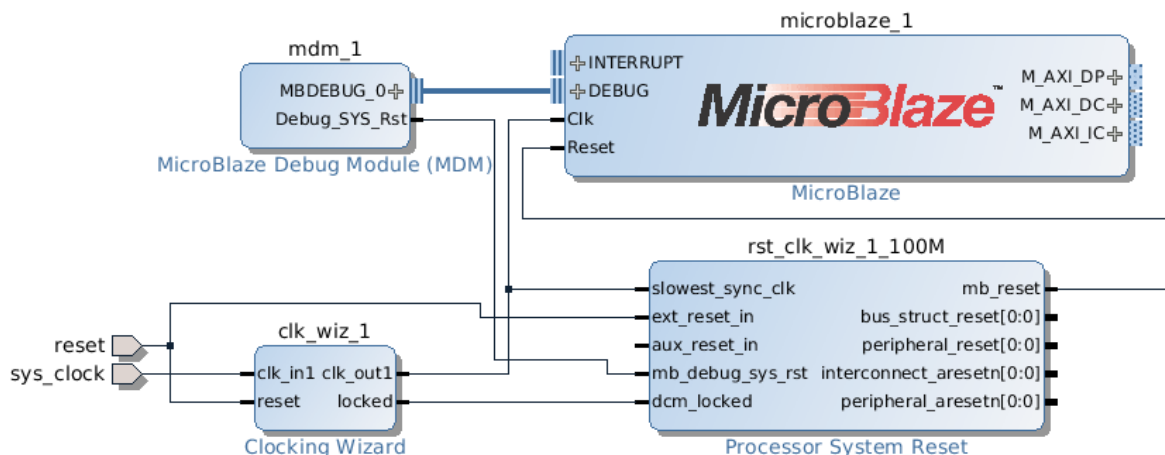 microblaze_1
mdm_1
INTERRUPT
MBDEBUG_0
DEBUG
M_AXI_DP
Debug_SYS_Rst
Clk
MicroBlaze™
M_AXI_DC
Reset
M_AXI_IC
MicroBlaze Debug Module (MDM)
MicroBlaze
rst_clk_wiz_1_100M
slowest_sync_clk
mb_reset
ext_reset_in
bus_struct_reset[0:0]
clk_wiz_1
reset
aux_reset_in
peripheral_reset[0:0]
sys_clock
clk_in1 clk_out1
mb_debug_sys_rst
interconnect_aresetn[0:0]
reset locked
dcm_locked
peripheral_aresetn[0:0]
Clocking Wizard
Processor System Reset